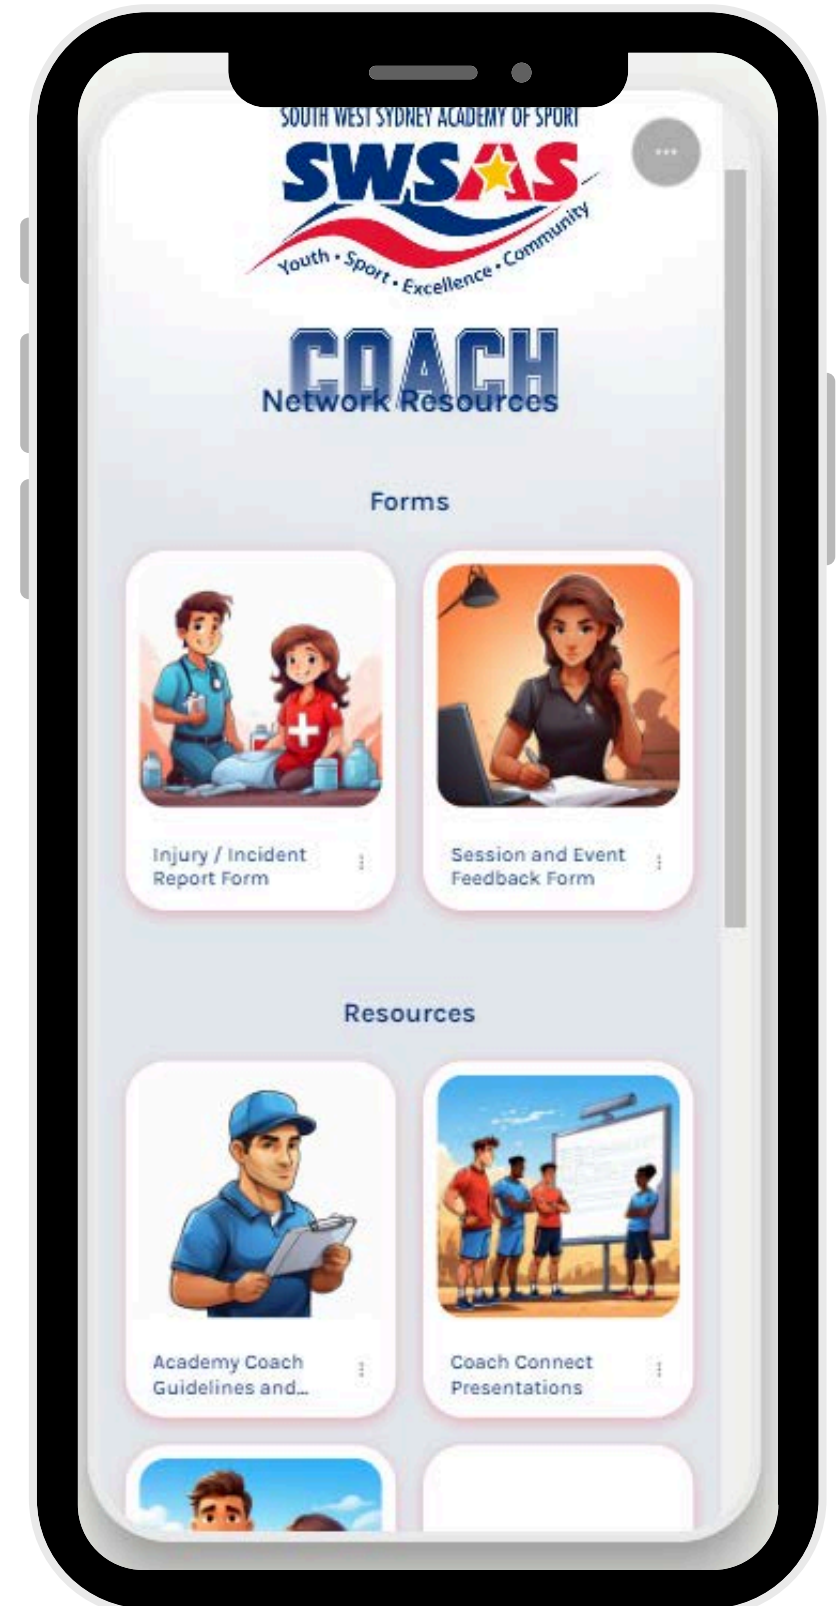 SOUTH WEST SYDNEY ACADEMY OF SPORT
SWSAS
Youth • Sport • Excellence • Community
COACH
Network Resources
Forms
Injury / Incident
Report Form
Session and Event
Feedback Form
Resources
Academy Coach
Guidelines and...
Coach Connect
Presentations